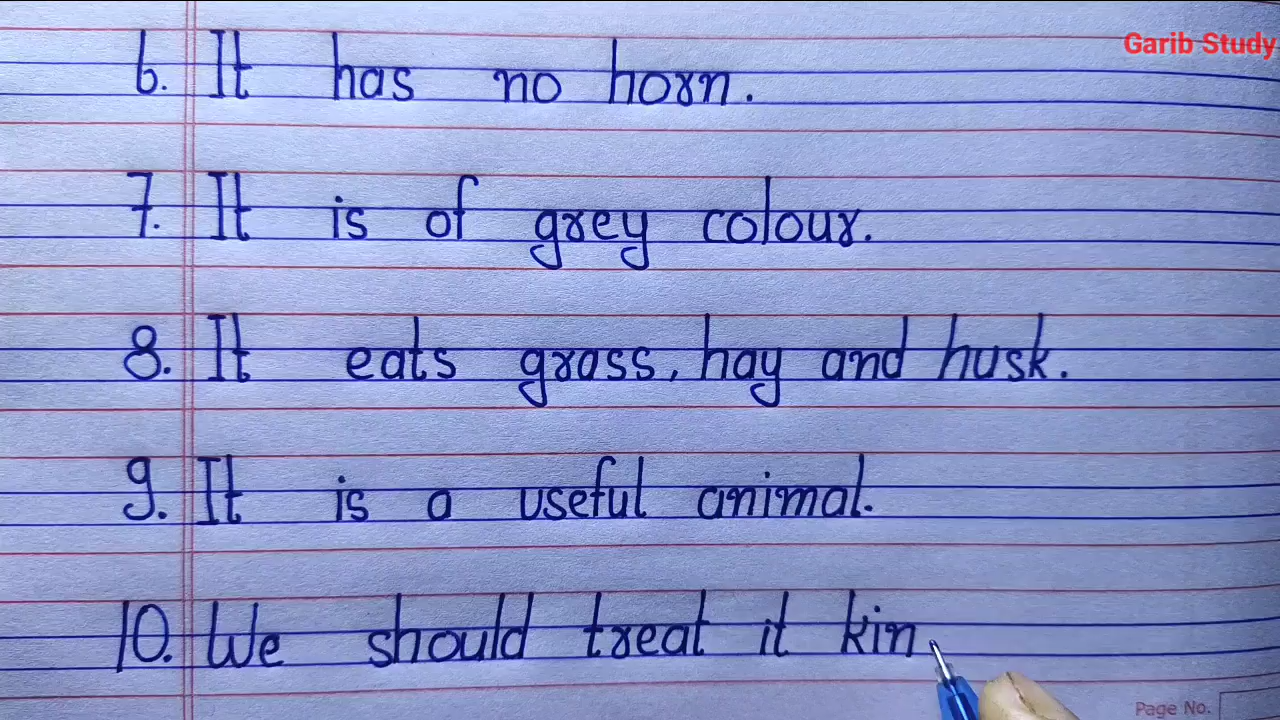 Garib Study
6. It has no horn.
7. It is of grey colour.
8. It eats grass, hay and husk.
9. It is a useful animal.
10. We should treat it kin
Page No.